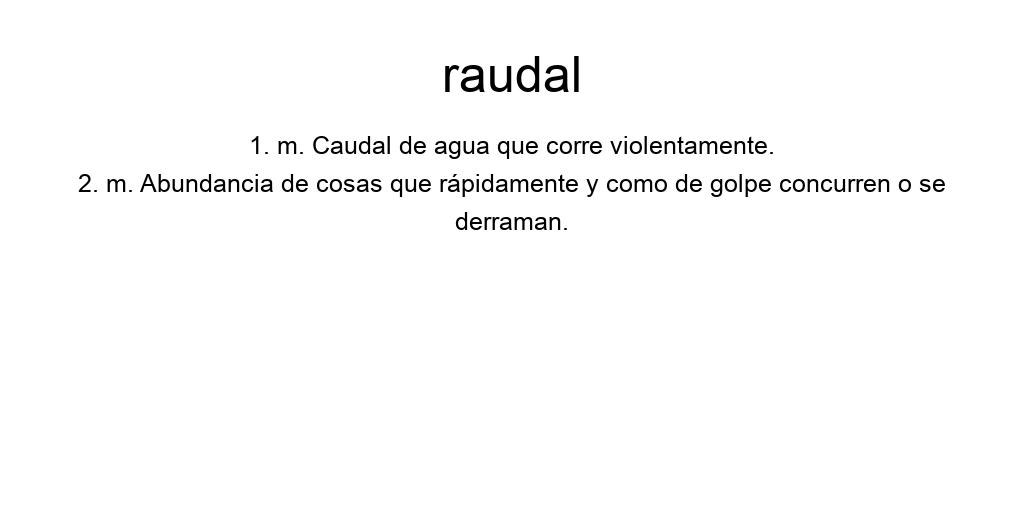 raudal
1. m. Caudal de agua que corre violentamente.
2. m. Abundancia de cosas que rápidamente y como de golpe concurren o se
derraman.